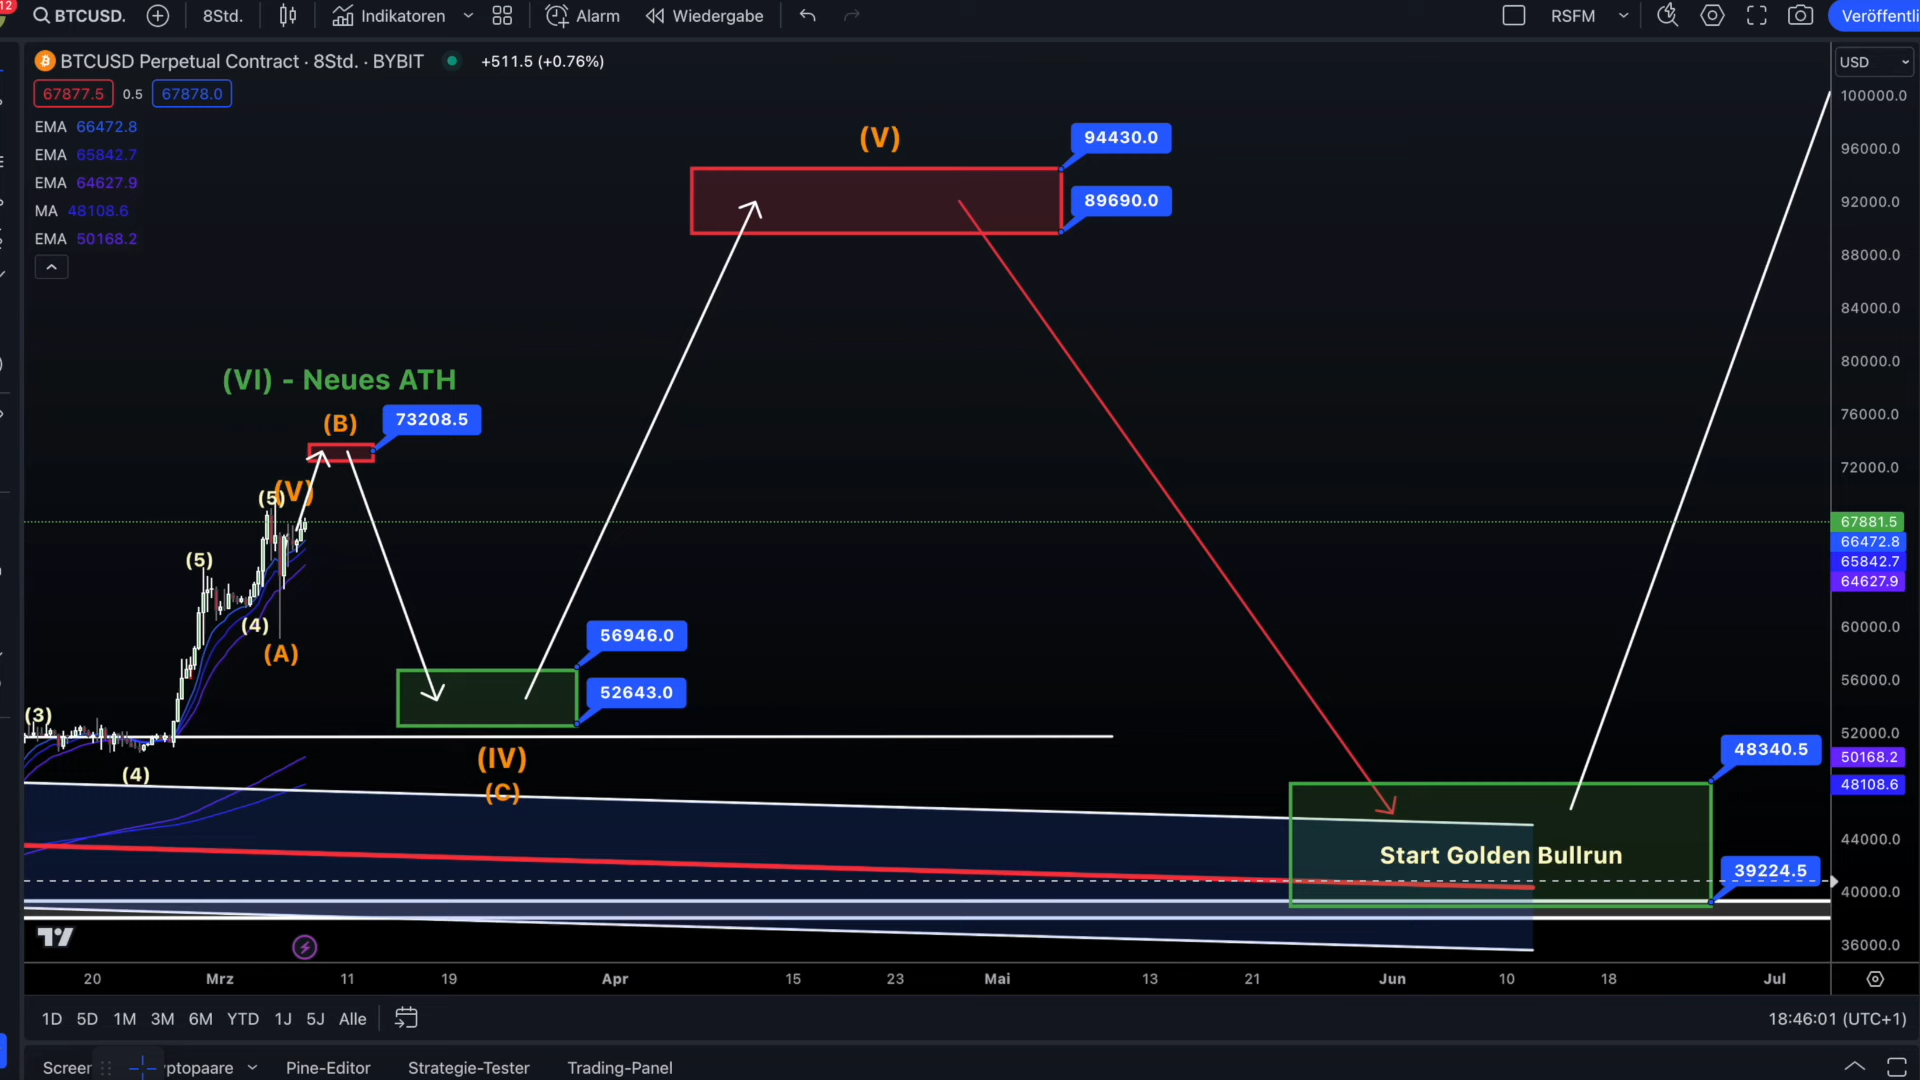 12
BTCUSD.
8Std.
Indikatoren
Alarm
Wiedergabe
RSFM
Veröffentli
BTCUSD Perpetual Contract · 8Std. · BYBIT
+511.5 (+0.76%)
USD
67877.5
0.5
67878.0
EMA 66472.8
EMA 65842.7
EMA 64627.9
MA 48108.6
EMA 50168.2
(V)
94430.0
89690.0
(VI) - Neues ATH
(B)
73208.5
(5)
(V)
(5)
(4)
(A)
56946.0
52643.0
(3)
(4)
(IV)
(C)
48340.5
Start Golden Bullrun
39224.5
100000.0
96000.0
92000.0
88000.0
84000.0
80000.0
76000.0
72000.0
67881.5
66472.8
65842.7
64627.9
60000.0
56000.0
52000.0
50168.2
48108.6
44000.0
40000.0
36000.0
20
Mrz
11
19
Apr
15
23
Mai
13
21
Jun
10
18
Jul
1D
5D
1M
3M
6M
YTD
1J
5J
Alle
18:46:01 (UTC+1)
Screer
ptopaare
Pine-Editor
Strategie-Tester
Trading-Panel